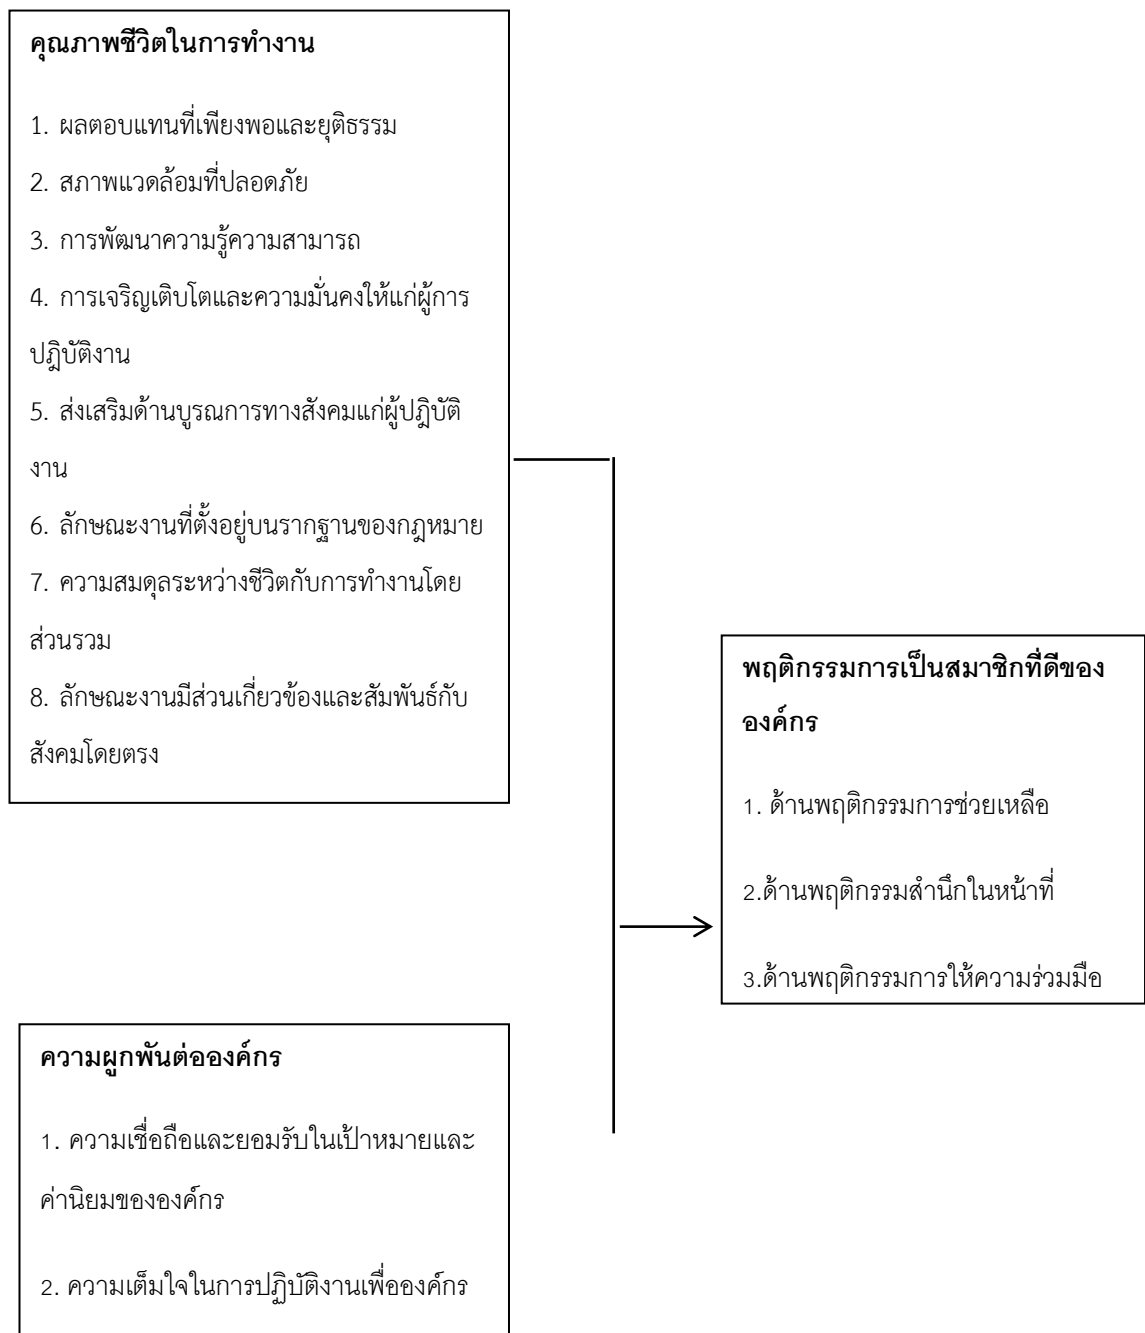 คุณภาพชีวิตในการทำงาน
1. ผลตอบแทนที่เพียงพอและยุติธรรม
2. สภาพแวดล้อมที่ปลอดภัย
3. การพัฒนาความรู้ความสามารถ
4. การเจริญเติบโตและความมั่นคงให้แก่ผู้การ
ปฎิบัติงาน
5. ส่งเสริมด้านบูรณการทางสังคมแก่ผู้ปฎิบัติ
งาน
6. ลักษณะงานที่ตั้งอยู่บนรากฐานของกฎหมาย
7. ความสมดุลระหว่างชีวิตกับการทำงานโดย
ส่วนรวม
8. ลักษณะงานมีส่วนเกี่ยวข้องและสัมพันธ์กับ
สังคมโดยตรง
พฤติกรรมการเป็นสมาชิกที่ดีของ
องค์กร
1. ด้านพฤติกรรมการช่วยเหลือ
2.ด้านพฤติกรรมสำนึกในหน้าที่
3.ด้านพฤติกรรมการให้ความร่วมมือ
ความผูกพันต่อองค์กร
1. ความเชื่อถือและยอมรับในเป้าหมายและ
ค่านิยมขององค์กร
2. ความเต็มใจในการปฏิบัติงานเพื่อองค์กร